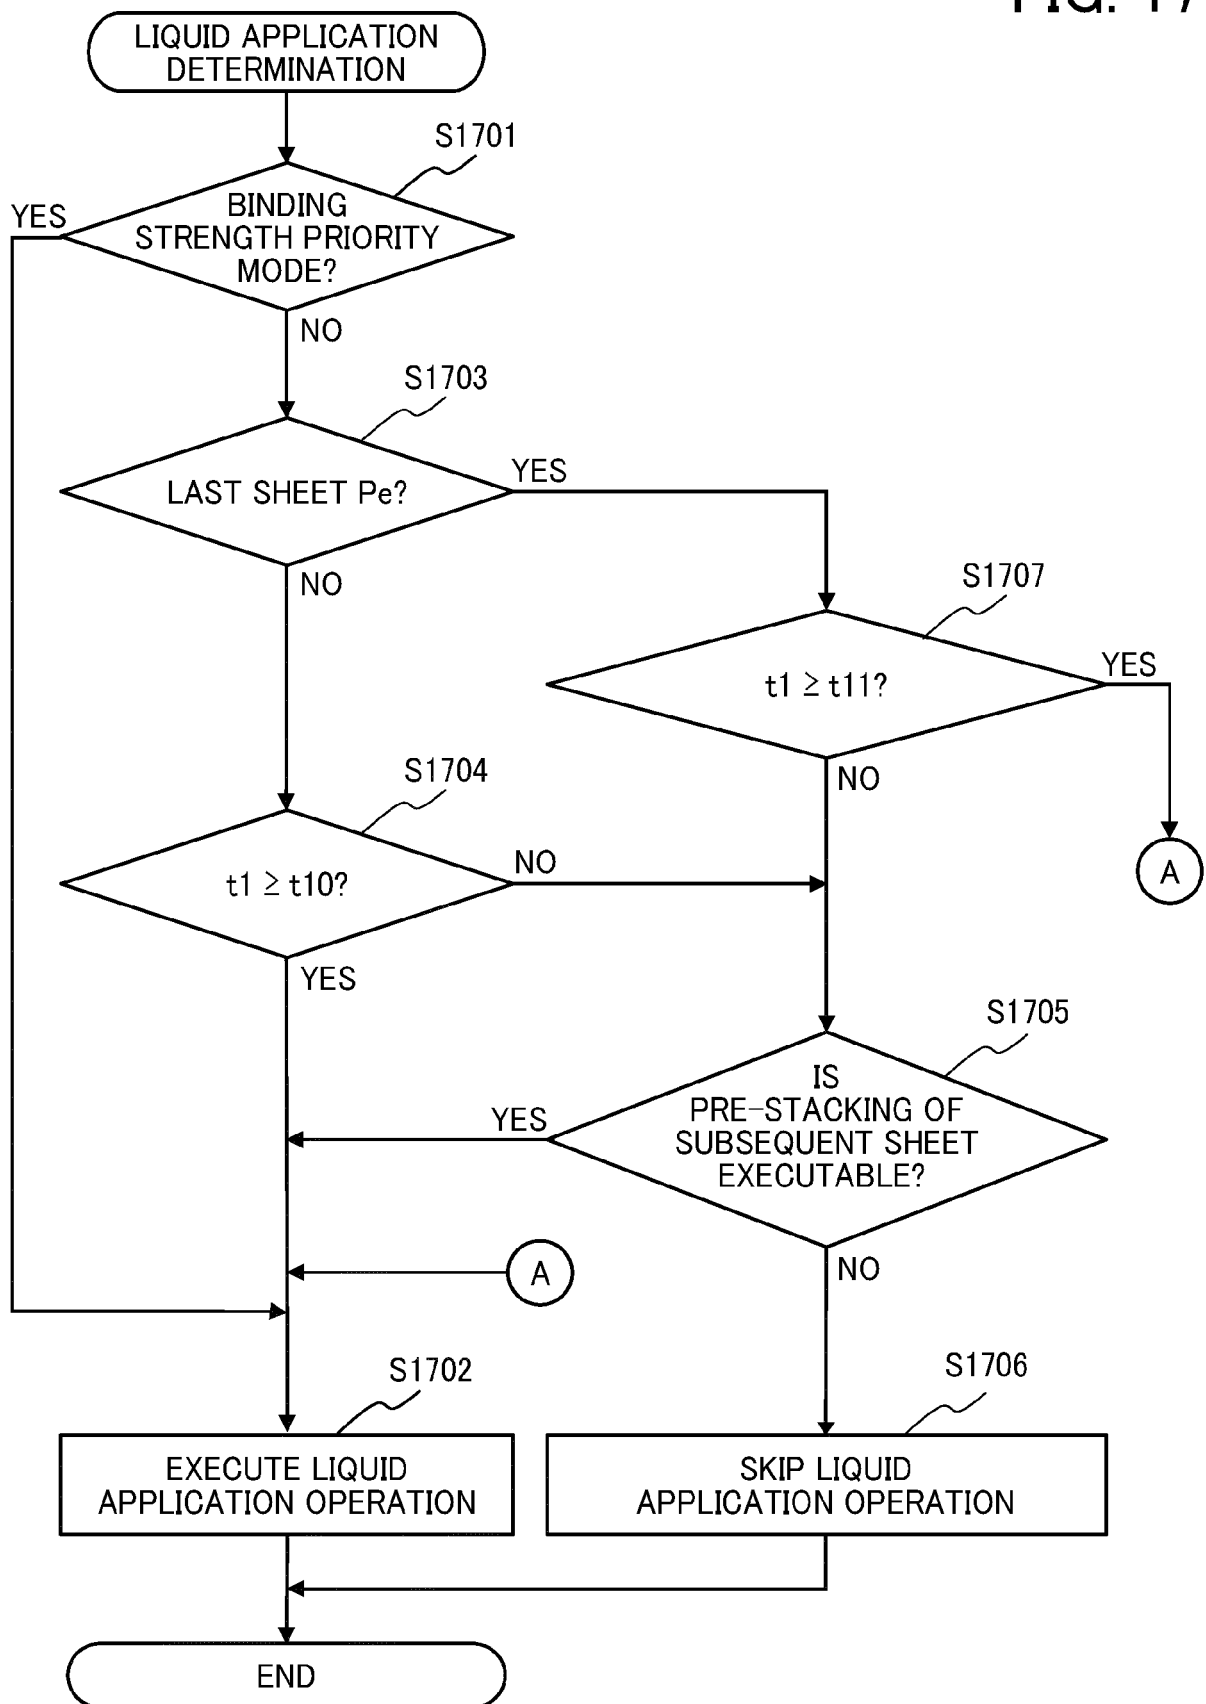 FIG. 17
LIQUID APPLICATION
DETERMINATION
S1701
YES
BINDING
STRENGTH PRIORITY
MODE?
NO
S1703
LAST SHEET Pe?
YES
NO
S1707
t1 ≥ t11?
YES
NO
A
S1704
t1 ≥ t10?
NO
YES
S1705
IS
PRE-STACKING OF
SUBSEQUENT SHEET
EXECUTABLE?
YES
NO
A
S1702
EXECUTE LIQUID
APPLICATION OPERATION
S1706
SKIP LIQUID
APPLICATION OPERATION
END